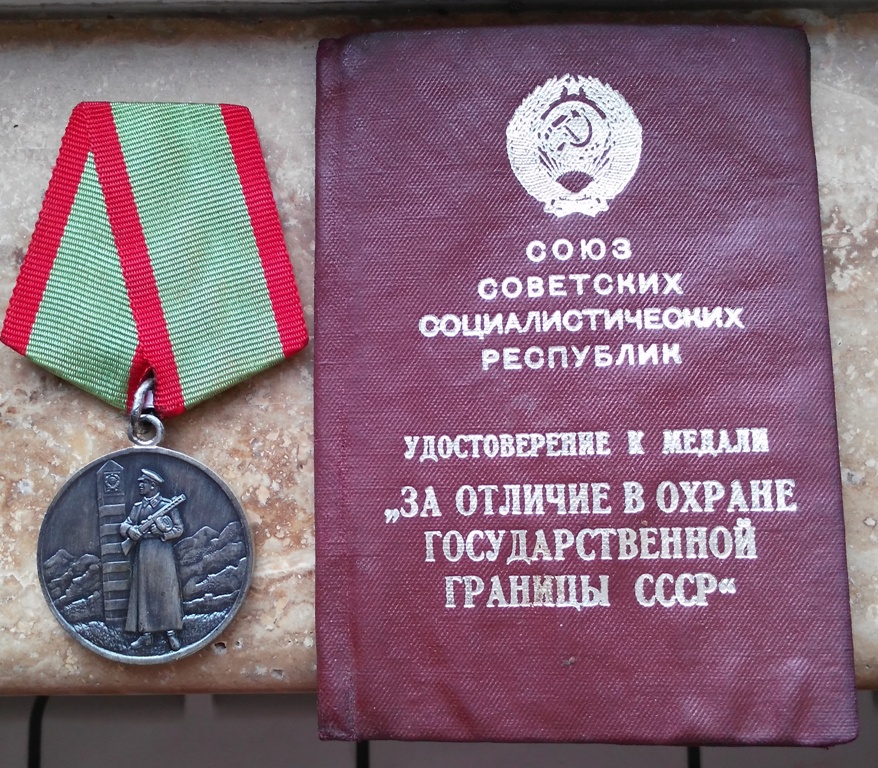 СОЮЗ
СОВЕТСКИХ
СОЦИАЛИСТИЧЕСКИХ
РЕСПУБЛИК
УДОСТОВЕРЕНИЕ К МЕДАЛИ
„ЗА ОТЛИЧИЕ В ОХРАНЕ
ГОСУДАРСТВЕННОЙ
ГРАНИЦЫ СССР“